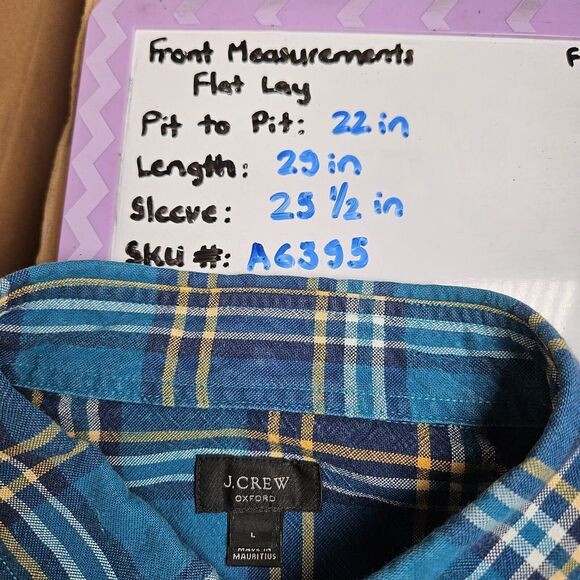 Front Measurements
F
Flat Lay
Pit to Pit: 22 in
Length: 29 in
Sleeve: 25 1/2 in
SKU #: A6395
J.CREW
OXFORD
L
MADE IN
MAURITIUS